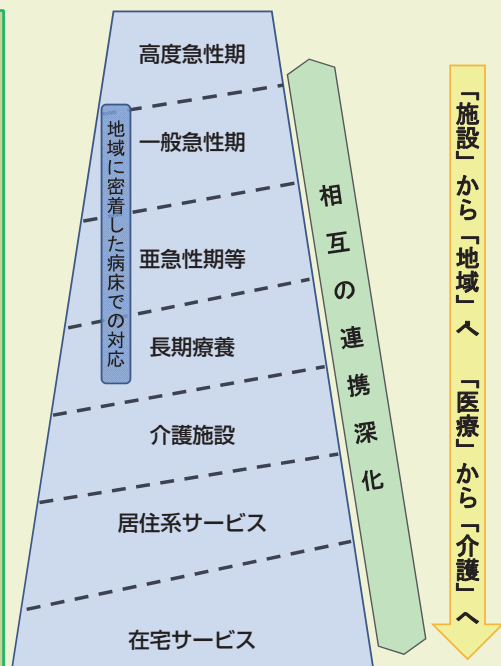 高度急性期
一般急性期
亜急性期等
長期療養
介護施設
居住系サービス
在宅サービス
地域に密着した病床での対応
相互の連携深化
「施設」から「地域」へ　「医療」から「介護」へ